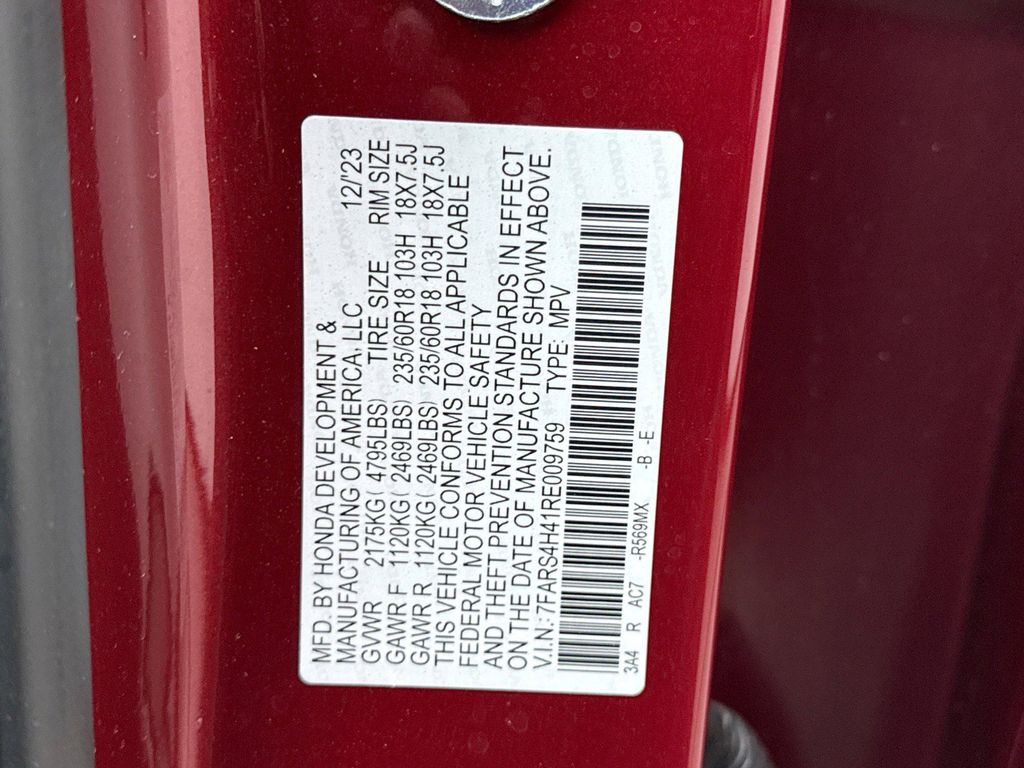 MFD. BY HONDA DEVELOPMENT &
MANUFACTURING OF AMERICA, LLC 12/'23
GVWR 2175KG ( 4795LBS) TIRE SIZE RIM SIZE
GAWR F 1120KG ( 2469LBS) 235/60R18 103H 18X7.5J
GAWR R 1120KG ( 2469LBS) 235/60R18 103H 18X7.5J
THIS VEHICLE CONFORMS TO ALL APPLICABLE
FEDERAL MOTOR VEHICLE SAFETY
AND THEFT PREVENTION STANDARDS IN EFFECT
ON THE DATE OF MANUFACTURE SHOWN ABOVE.
V.I.N: 7FARS4H41RE009759 TYPE: MPV
3A4 R AC7 -R569MX -B -E